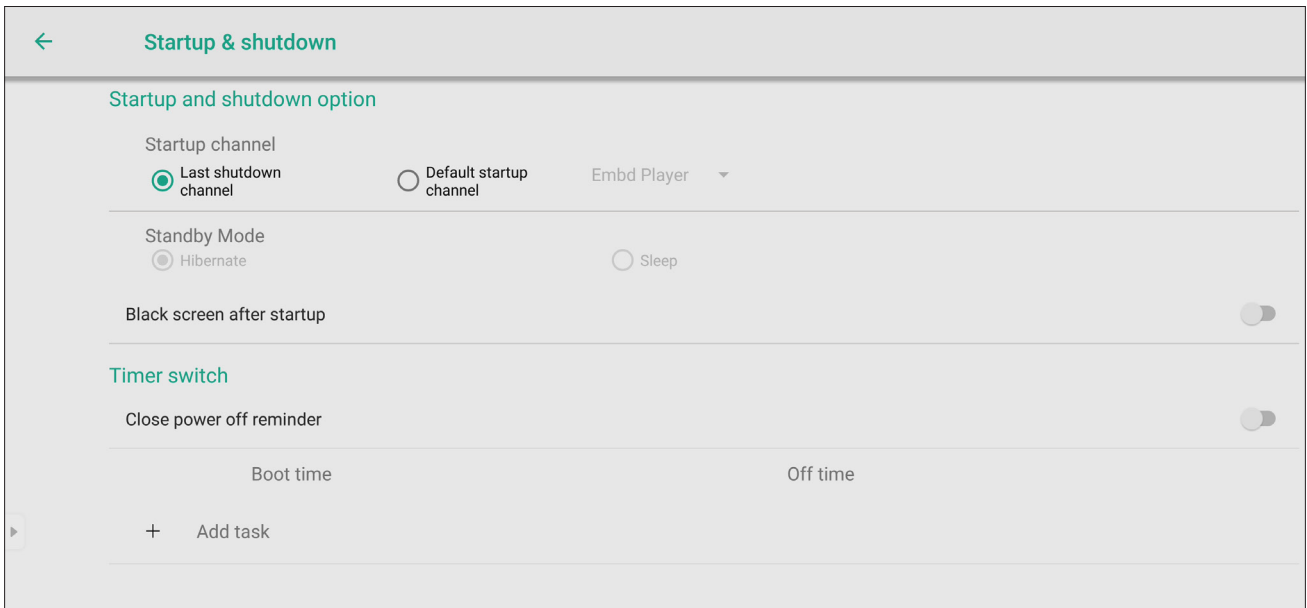 Startup & shutdown
Startup and shutdown option
Startup channel
Last shutdown channel
Default startup channel
Embd Player
Standby Mode
Hibernate
Sleep
Black screen after startup
Timer switch
Close power off reminder
Boot time
Off time
+ Add task